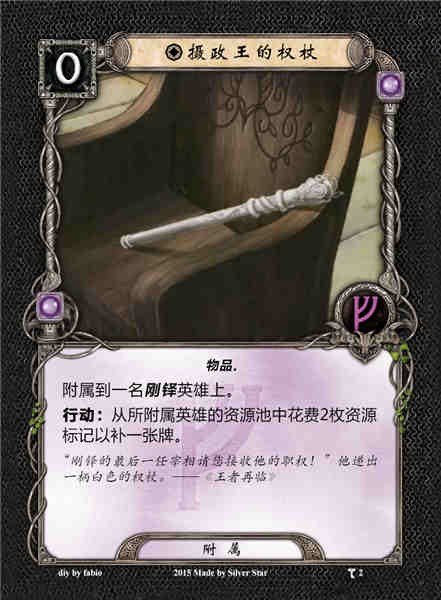 0
摄政王的权杖
物品.
附属到一名刚铎英雄上。
行动：从所附属英雄的资源池中花费2枚资源
标记以补一张牌。
“刚铎的最后一任宰相请您接收他的职权！”他递出
一柄白色的权杖。——《王者再临》
附属
diy by fabio
2015 Made by Silver Star
2